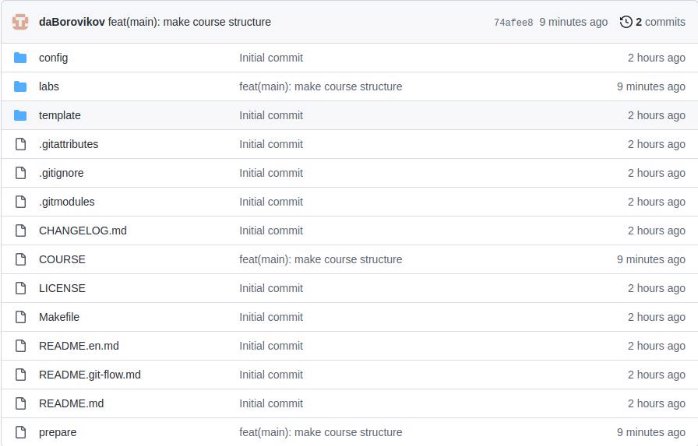 daBorovikov feat(main): make course structure 74afee8 9 minutes ago 2 commits
config Initial commit 2 hours ago
labs feat(main): make course structure 9 minutes ago
template Initial commit 2 hours ago
.gitattributes Initial commit 2 hours ago
.gitignore Initial commit 2 hours ago
.gitmodules Initial commit 2 hours ago
CHANGELOG.md Initial commit 2 hours ago
COURSE feat(main): make course structure 9 minutes ago
LICENSE Initial commit 2 hours ago
Makefile Initial commit 2 hours ago
README.en.md Initial commit 2 hours ago
README.git-flow.md Initial commit 2 hours ago
README.md Initial commit 2 hours ago
prepare feat(main): make course structure 9 minutes ago